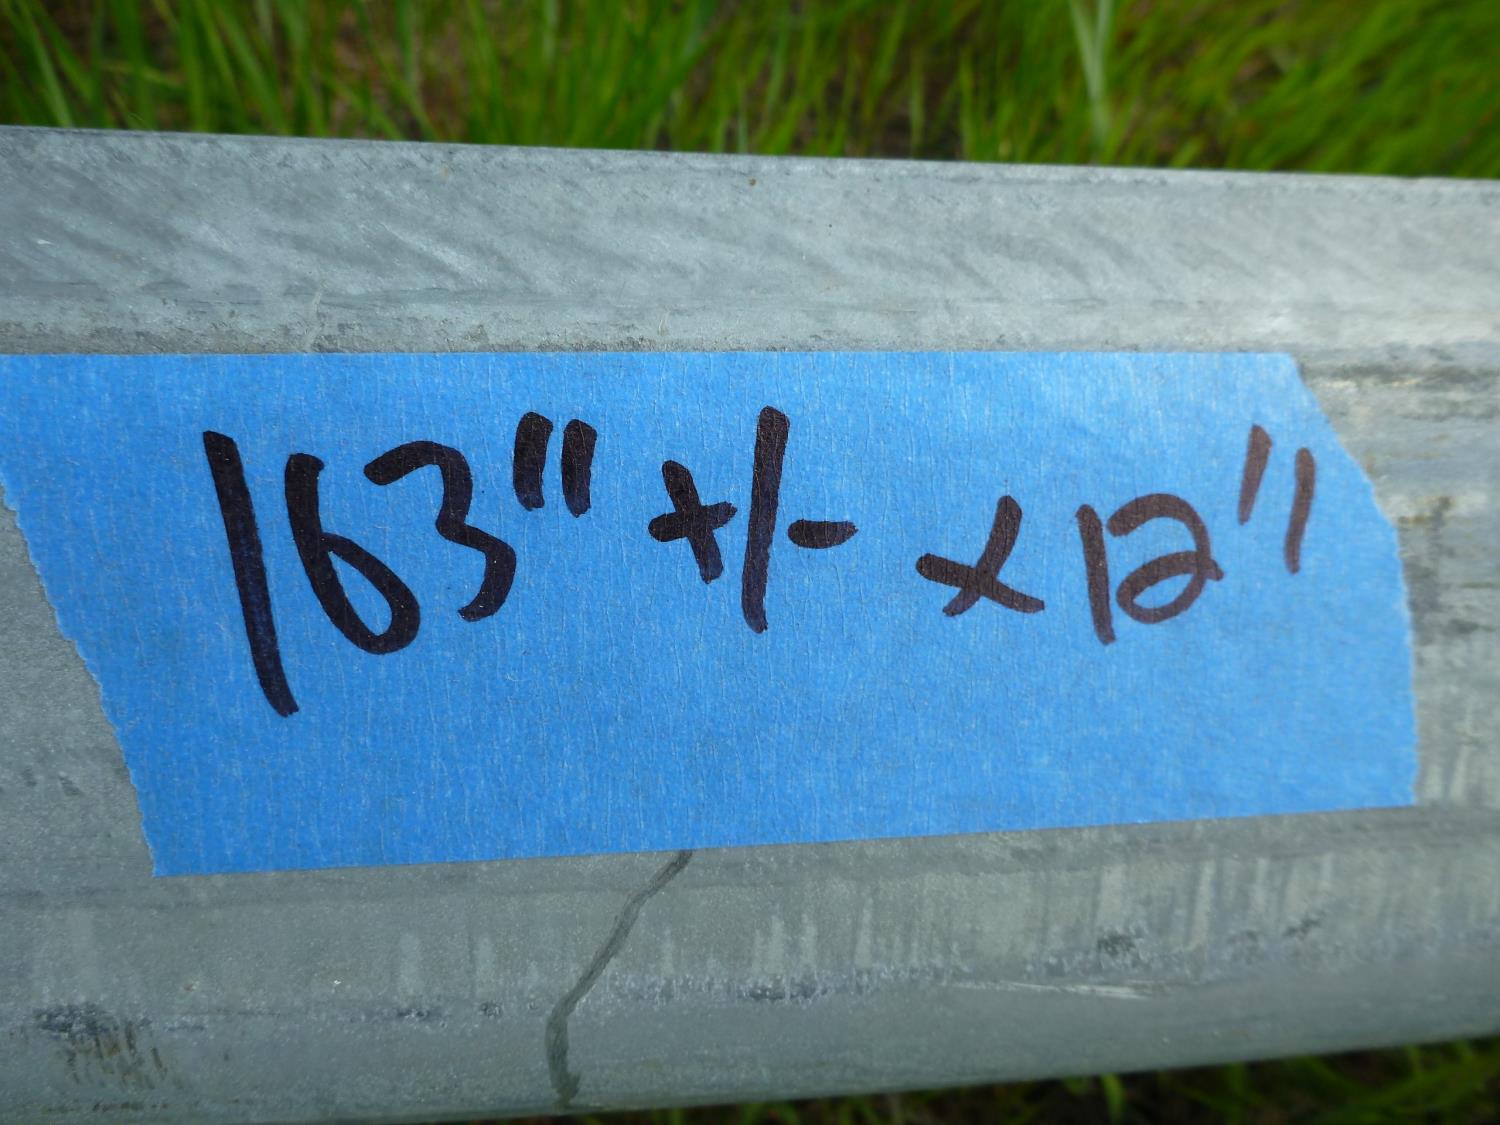 163" +/- x 12"